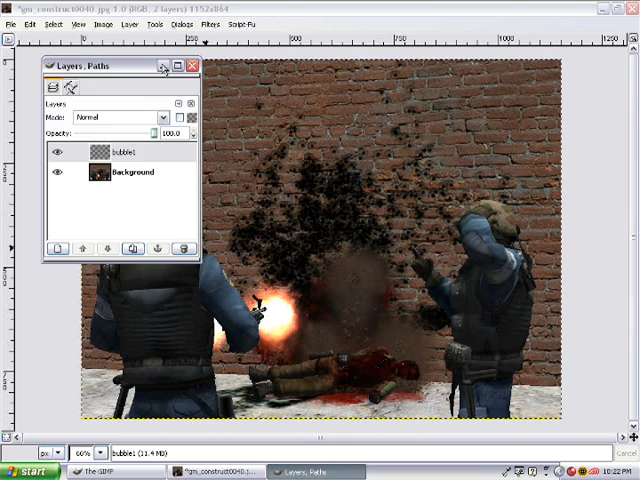 *gm_construct0040.jpg 1.0 (RGB, 2 layers) 1152x864
File Edit Select View Image Layer Tools Dialogs Filters Script-Fu
0 250 500 750 1000 1250
Layers, Paths
Layers
Mode: Normal
Opacity: 100.0
bubble1
Background
px 66% bubble1 (11.4 MB) Cancel
start The GIMP *gm_construct0040.j... Layers, Paths 10:22 PM